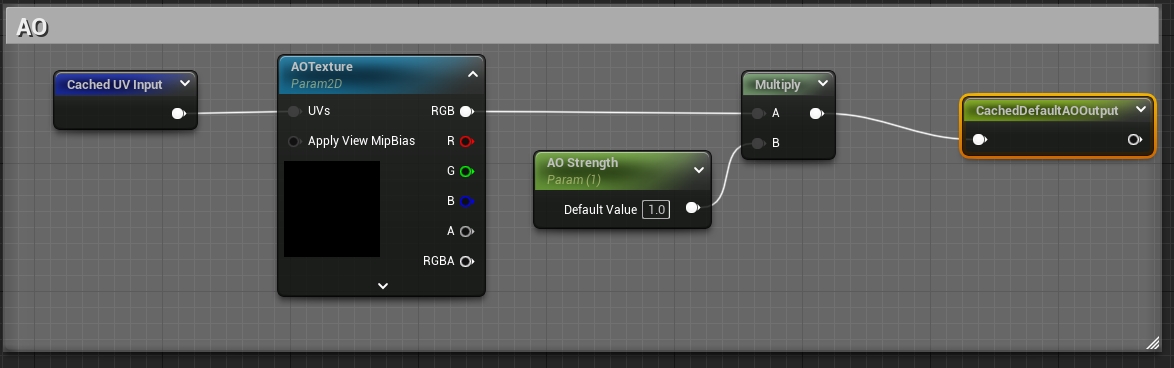 AO
Cached UV Input
AOTexture
Param2D
UVs
RGB
Apply View MipBias
R
G
B
A
RGBA
AO Strength
Param (1)
Default Value 1.0
Multiply
A
B
CachedDefaultAOOutput